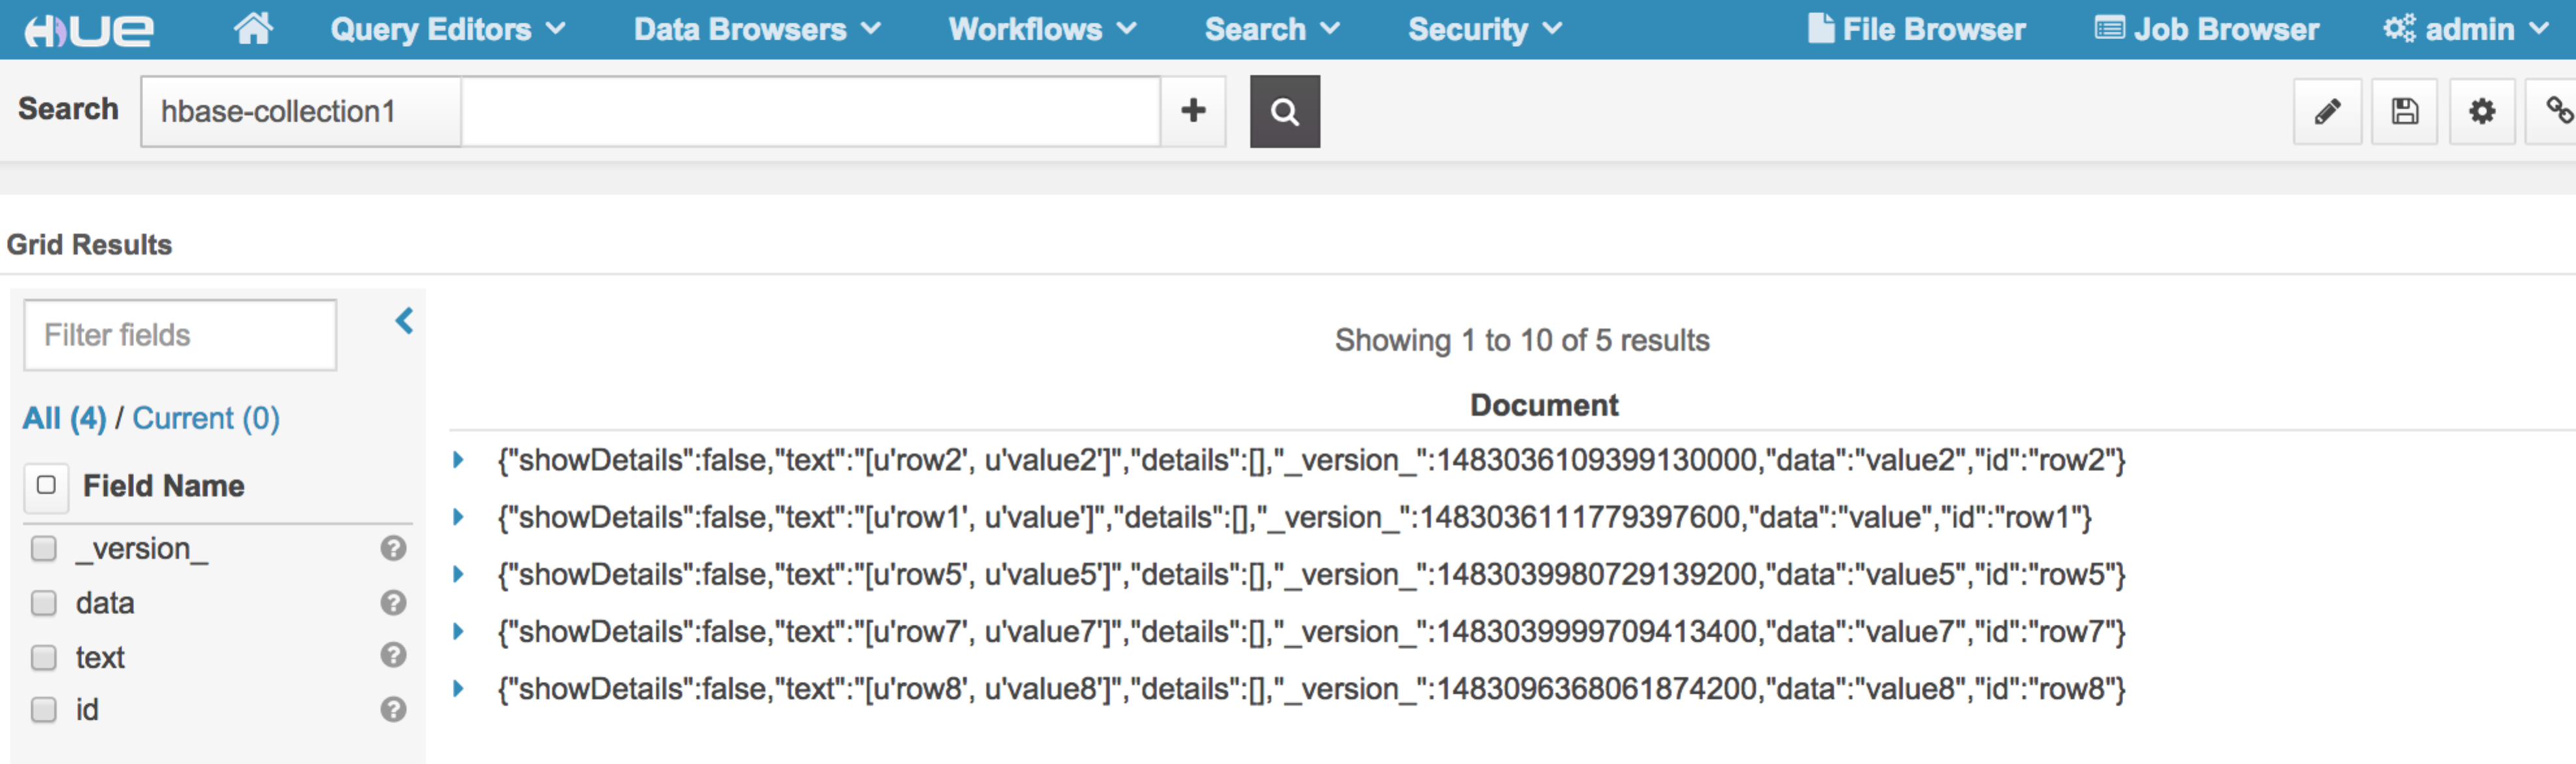 HUE Query Editors Data Browsers Workflows Search Security File Browser Job Browser admin
Search hbase-collection1 +
Grid Results
Filter fields
Showing 1 to 10 of 5 results
All (4) / Current (0)
Document
Field Name
_version_ ?
data ?
text ?
id ?
{"showDetails":false,"text":"[u'row2', u'value2']","details":[],"_version_":1483036109399130000,"data":"value2","id":"row2"}
{"showDetails":false,"text":"[u'row1', u'value']","details":[],"_version_":1483036111779397600,"data":"value","id":"row1"}
{"showDetails":false,"text":"[u'row5', u'value5']","details":[],"_version_":1483039980729139200,"data":"value5","id":"row5"}
{"showDetails":false,"text":"[u'row7', u'value7']","details":[],"_version_":1483039999709413400,"data":"value7","id":"row7"}
{"showDetails":false,"text":"[u'row8', u'value8']","details":[],"_version_":1483096368061874200,"data":"value8","id":"row8"}